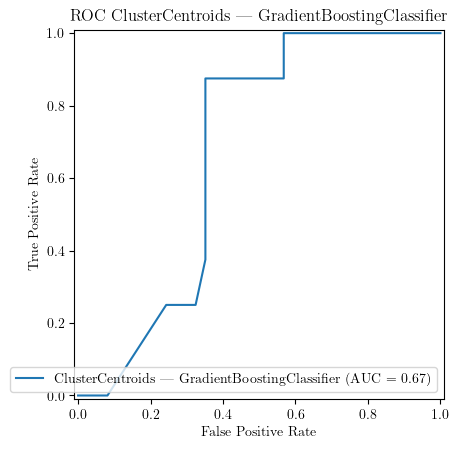 ROC ClusterCentroids — GradientBoostingClassifier
1.0
0.8
0.6
0.4
0.2
0.0
True Positive Rate
ClusterCentroids — GradientBoostingClassifier (AUC = 0.67)
0.0 0.2 0.4 0.6 0.8 1.0
False Positive Rate